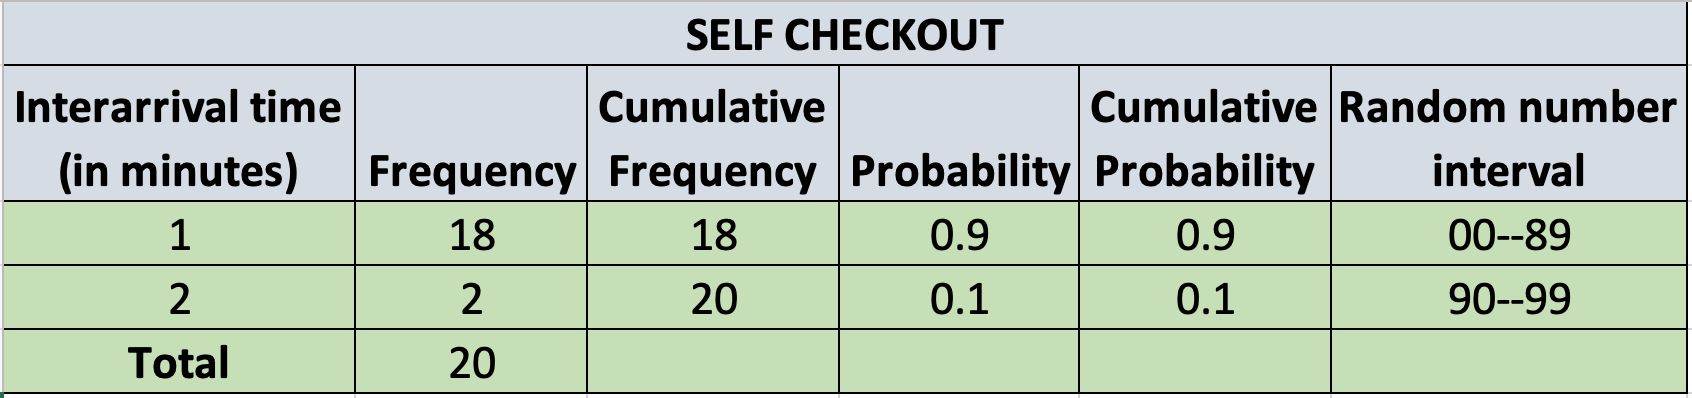 SELF CHECKOUT
Interarrival time (in minutes) Frequency Cumulative Frequency Probability Cumulative Probability Random number interval
1 18 18 0.9 0.9 00--89
2 2 20 0.1 0.1 90--99
Total 20